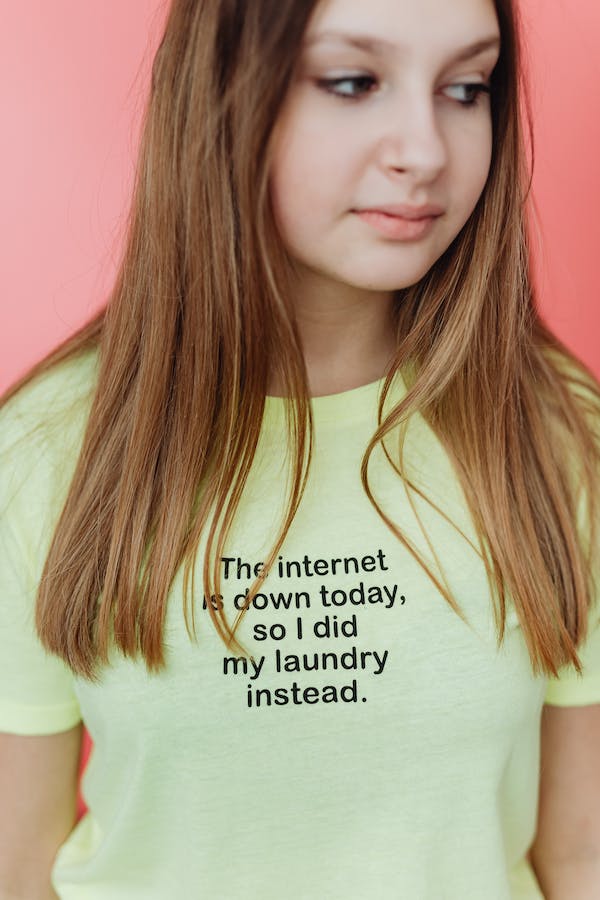 The internet
is down today,
so I did
my laundry
instead.